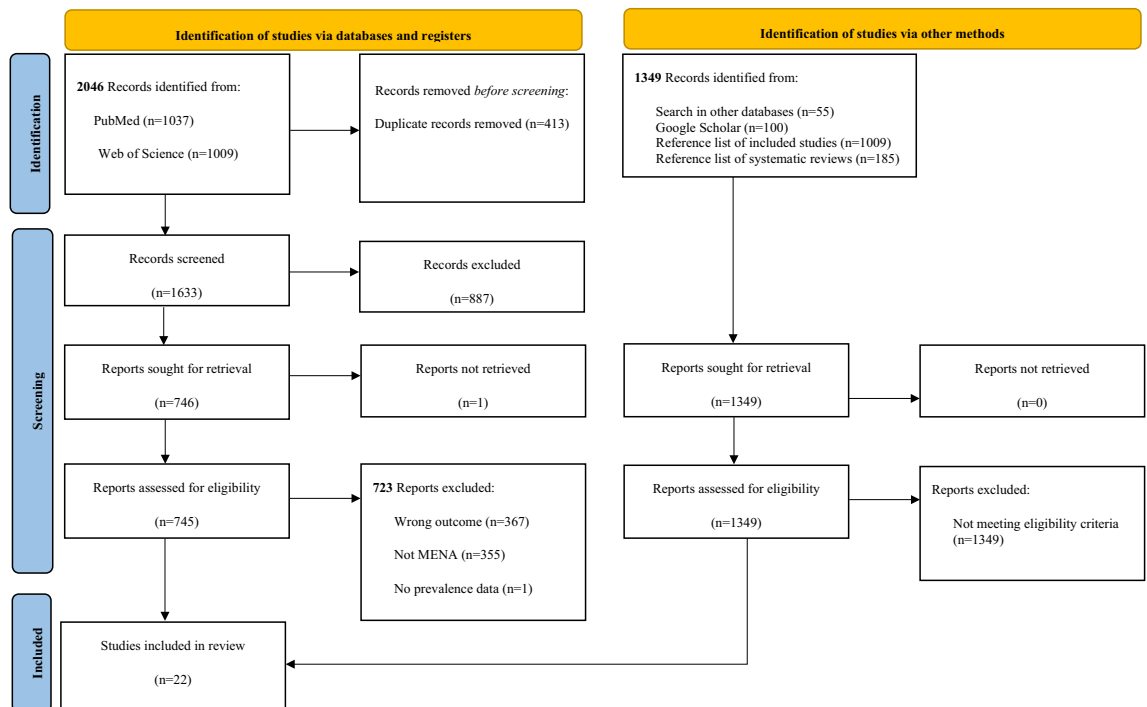 Identification of studies via databases and registers
Identification of studies via other methods
Identification
2046 Records identified from:
PubMed (n=1037)
Web of Science (n=1009)
Records removed before screening:
Duplicate records removed (n=413)
1349 Records identified from:
Search in other databases (n=55)
Google Scholar (n=100)
Reference list of included studies (n=1009)
Reference list of systematic reviews (n=185)
Screening
Records screened
(n=1633)
Records excluded
(n=887)
Reports sought for retrieval
(n=746)
Reports not retrieved
(n=1)
Reports sought for retrieval
(n=1349)
Reports not retrieved
(n=0)
Reports assessed for eligibility
(n=745)
723 Reports excluded:
Wrong outcome (n=367)
Not MENA (n=355)
No prevalence data (n=1)
Reports assessed for eligibility
(n=1349)
Reports excluded:
Not meeting eligibility criteria
(n=1349)
Included
Studies included in review
(n=22)